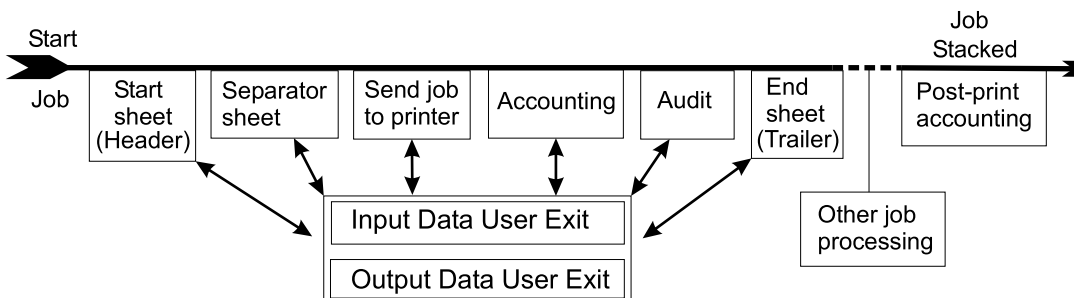 Start
Job
Start
sheet
(Header)
Separator
sheet
Send job
to printer
Accounting
Audit
End
sheet
(Trailer)
Job
Stacked
Post-print
accounting
Other job
processing
Input Data User Exit
Output Data User Exit